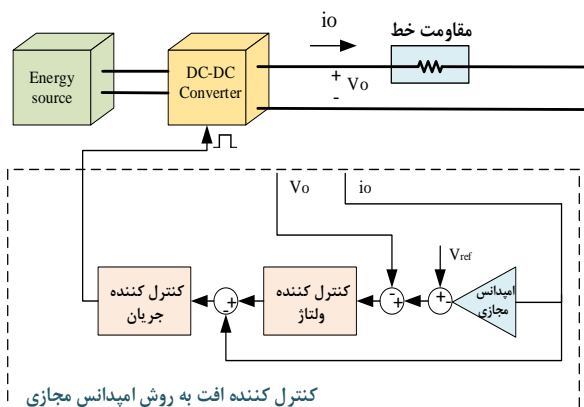 io
مقاومت خط
Energy
source
DC-DC
Converter
+
Vo
-
Vo
io
Vref
امپدانس
مجازی
- +
- +
+ -
کنترل کننده
ولتاژ
کنترل کننده
جریان
کنترل کننده افت به روش امپدانس مجازی